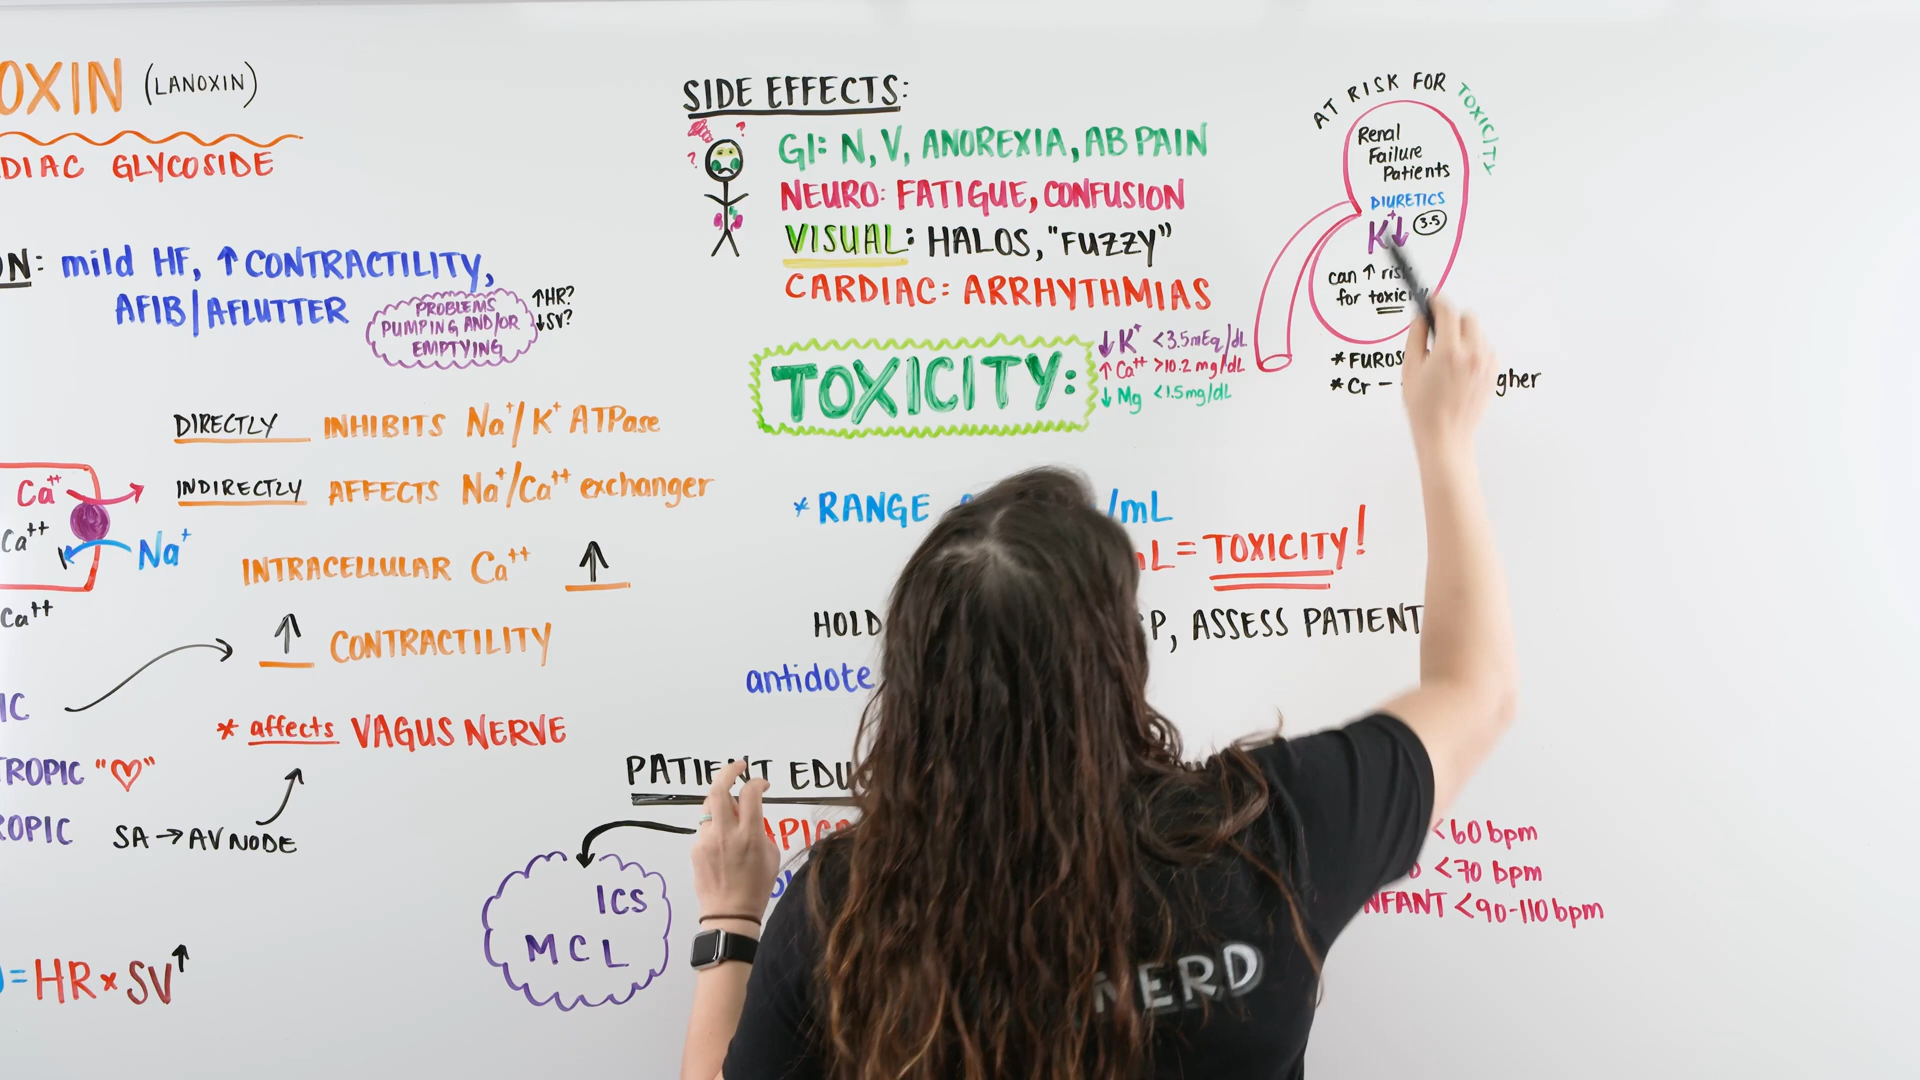 OXIN (LANOXIN)
DIAC GLYCOSIDE
N: mild HF, ↑ CONTRACTILITY,
AFIB/AFLUTTER
PROBLEMS
PUMPING AND/OR
EMPTYING
↑HR?
↓SV?
DIRECTLY INHIBITS Na+/K+ ATPase
INDIRECTLY AFFECTS Na+/Ca++ exchanger
Ca++
Ca++
Na+
Ca++
INTRACELLULAR Ca++ ↑
↑ CONTRACTILITY
IC
* affects VAGUS NERVE
TROPIC "♡"
ROPIC SA → AV NODE
= HR × SV↑
SIDE EFFECTS:
? ?
GI: N, V, ANOREXIA, AB PAIN
NEURO: FATIGUE, CONFUSION
VISUAL: HALOS, "FUZZY"
CARDIAC: ARRHYTHMIAS
TOXICITY:
↓ K+ <3.5mEq/dL
↑ Ca++ >10.2 mg/dL
↓ Mg <1.5mg/dL
AT RISK FOR TOXICITY
Renal
Failure
Patients
DIURETICS
K+↓ 3.5
can ↑ ris
for toxic
* FUROS
* Cr - gher
* RANGE /mL
L = TOXICITY!
HOLD P, ASSESS PATIENT
antidote
PATIENT EDU
APIC
ICS
MCL
<60 bpm
<70 bpm
NFANT <90-110 bpm
NERD